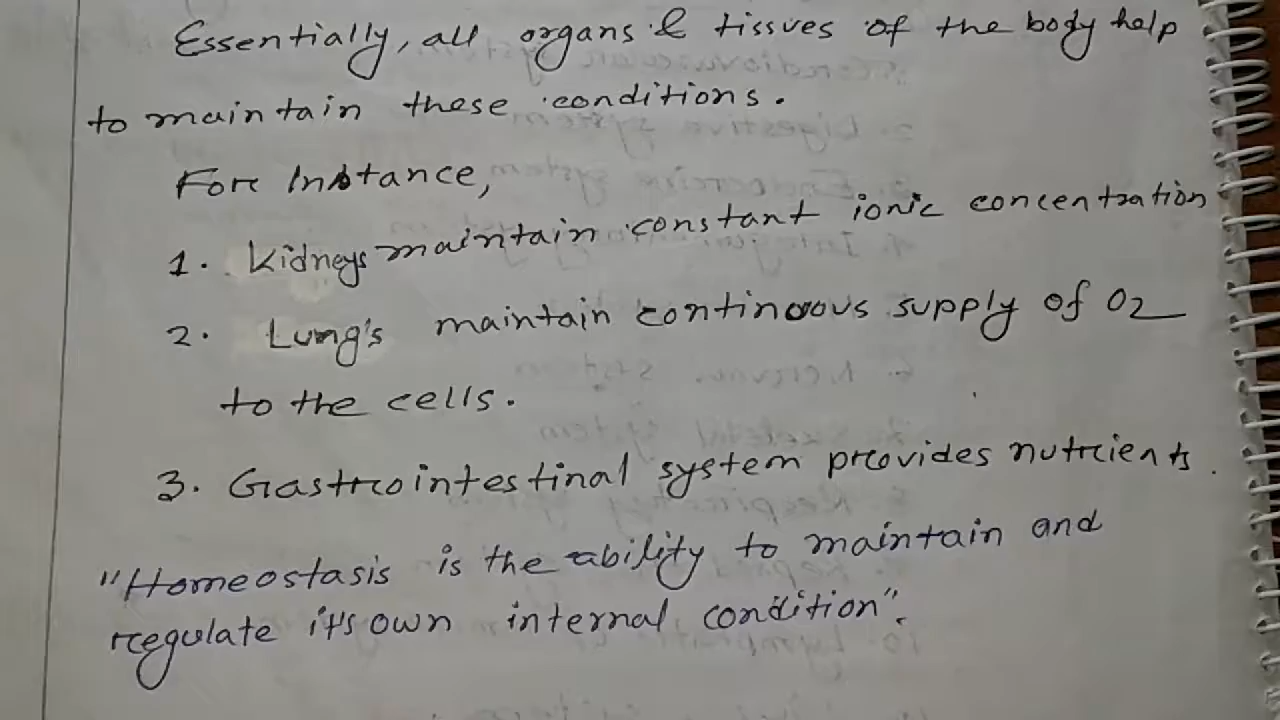 Essentially, all organs & tissues of the body help
to maintain these conditions.
For Instance,
1. Kidneys maintain constant ionic concentration
2. Lung's maintain continuous supply of O2
to the cells.
3. Gastrointestinal system provides nutrients.
"Homeostasis is the ability to maintain and
regulate it's own internal condition".